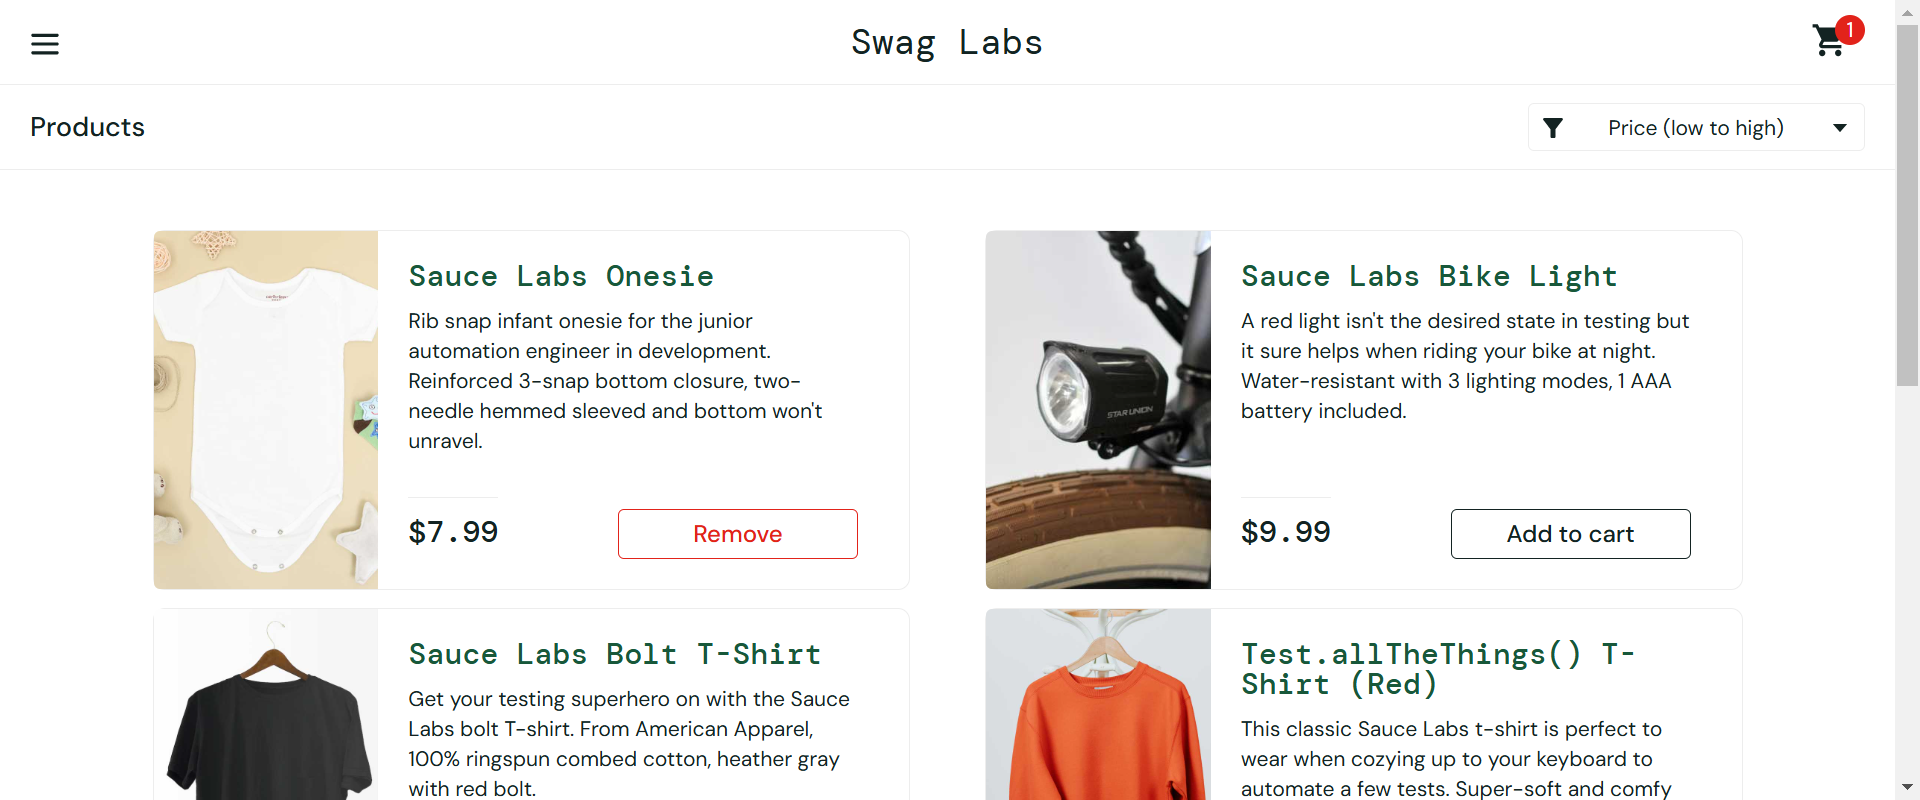 Swag Labs
1
Products
Price (low to high)
Sauce Labs Onesie
Rib snap infant onesie for the junior
automation engineer in development.
Reinforced 3-snap bottom closure, two-
needle hemmed sleeved and bottom won't
unravel.
$7.99
Remove
STAR UNION
Sauce Labs Bike Light
A red light isn't the desired state in testing but
it sure helps when riding your bike at night.
Water-resistant with 3 lighting modes, 1 AAA
battery included.
$9.99
Add to cart
Sauce Labs Bolt T-Shirt
Get your testing superhero on with the Sauce
Labs bolt T-shirt. From American Apparel,
100% ringspun combed cotton, heather gray
with red bolt.
Test.allTheThings() T-
Shirt (Red)
This classic Sauce Labs t-shirt is perfect to
wear when cozying up to your keyboard to
automate a few tests. Super-soft and comfy